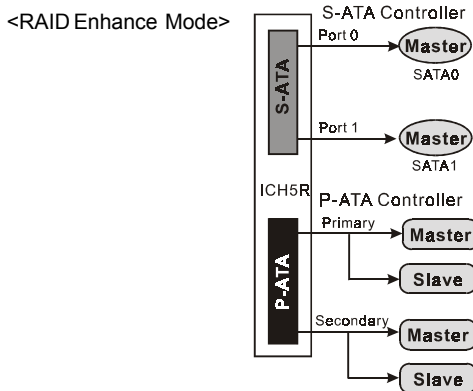 <RAID Enhance Mode>
S-ATA Controller
Port 0
Master
SATA0
S-ATA
Port 1
Master
SATA1
ICH5R
P-ATA Controller
Primary
Master
Slave
P-ATA
Secondary
Master
Slave